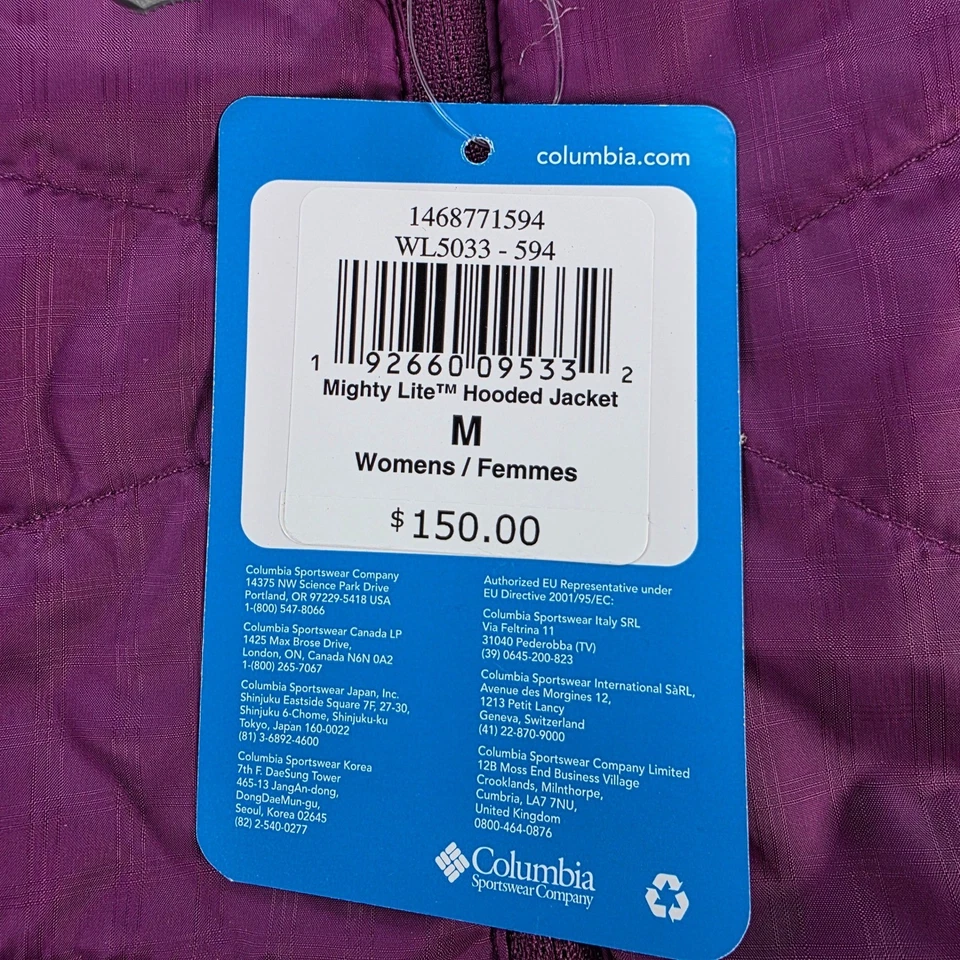 columbia.com
1468771594
WL5033 - 594
1 92660 09533 2
Mighty Lite™ Hooded Jacket
M
Womens / Femmes
$150.00
Columbia Sportswear Company
14375 NW Science Park Drive
Portland, OR 97229-5418 USA
1-(800) 547-8066
Columbia Sportswear Canada LP
1425 Max Brose Drive,
London, ON, Canada N6N 0A2
1-(800) 265-7067
Columbia Sportswear Japan, Inc.
Shinjuku Eastside Square 7F, 27-30,
Shinjuku 6-Chome, Shinjuku-ku
Tokyo, Japan 160-0022
(81) 3-6892-4600
Columbia Sportswear Korea
7th F. DaeSung Tower
465-13 JangAn-dong,
DongDaeMun-gu,
Seoul, Korea 02645
(82) 2-540-0277
Authorized EU Representative under
EU Directive 2001/95/EC:
Columbia Sportswear Italy SRL
Via Feltrina 11
31040 Pederobba (TV)
(39) 0645-200-823
Columbia Sportswear International SàRL,
Avenue des Morgines 12,
1213 Petit Lancy
Geneva, Switzerland
(41) 22-870-9000
Columbia Sportswear Company Limited
12B Moss End Business Village
Crooklands, Milnthorpe,
Cumbria, LA7 7NU,
United Kingdom
0800-464-0876
Columbia
Sportswear Company